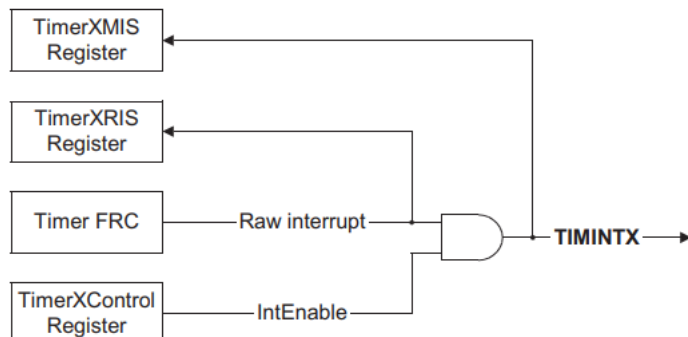 TimerXMIS
Register
TimerXRIS
Register
Timer FRC
Raw interrupt
TIMINTX
TimerXControl
Register
IntEnable